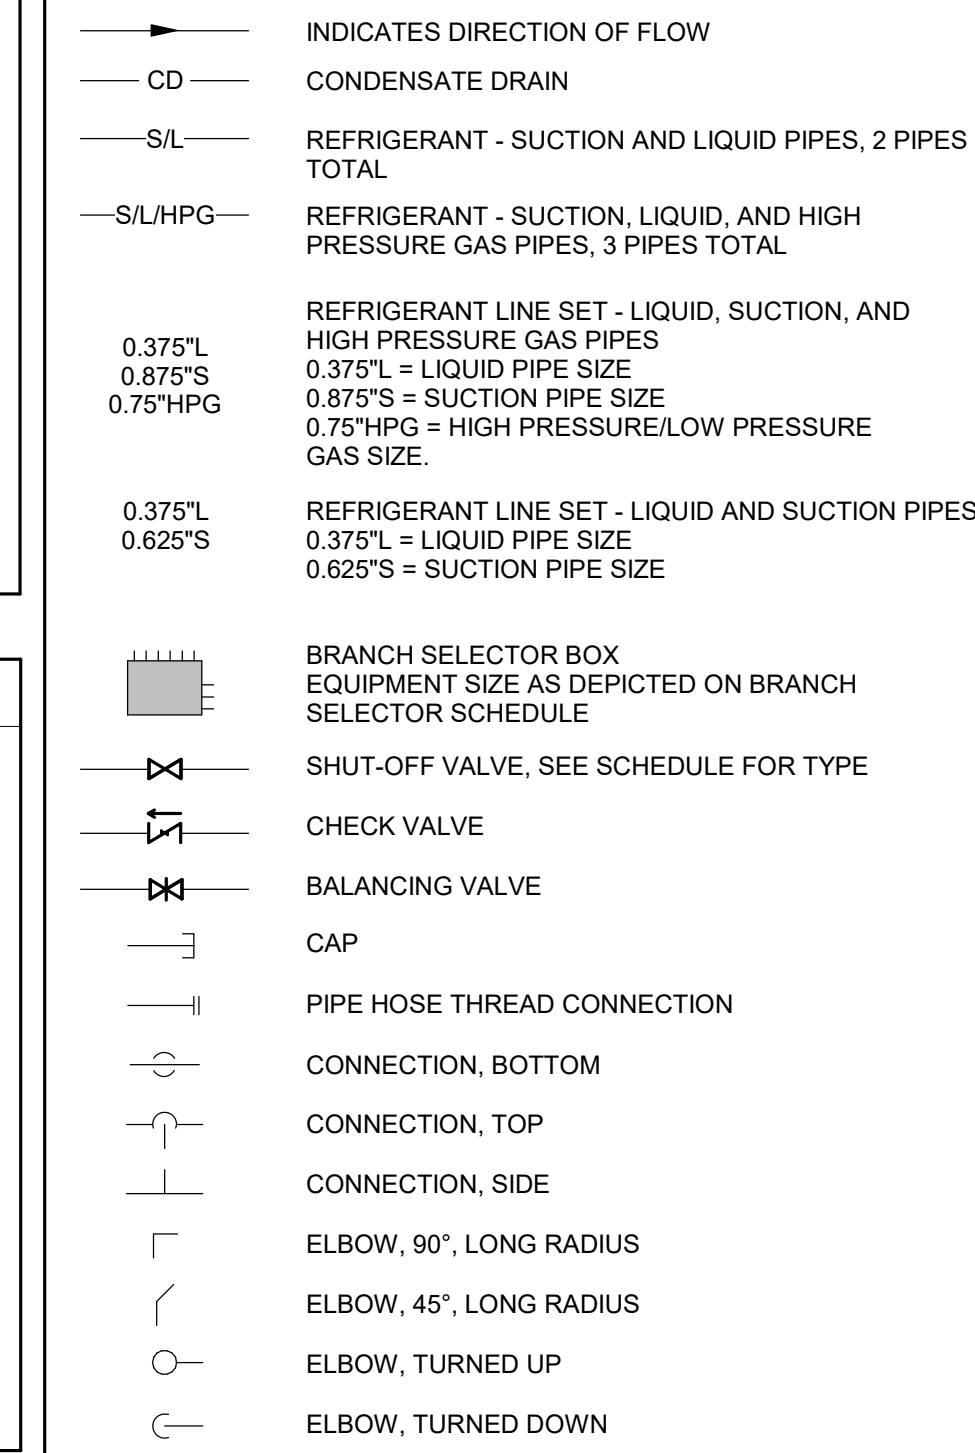 INDICATES DIRECTION OF FLOW
CD CONDENSATE DRAIN
S/L REFRIGERANT - SUCTION AND LIQUID PIPES, 2 PIPES
TOTAL
S/L/HPG REFRIGERANT - SUCTION, LIQUID, AND HIGH
PRESSURE GAS PIPES, 3 PIPES TOTAL
0.375"L
0.875"S
0.75"HPG
REFRIGERANT LINE SET - LIQUID, SUCTION, AND
HIGH PRESSURE GAS PIPES
0.375"L = LIQUID PIPE SIZE
0.875"S = SUCTION PIPE SIZE
0.75"HPG = HIGH PRESSURE/LOW PRESSURE
GAS SIZE.
0.375"L
0.625"S
REFRIGERANT LINE SET - LIQUID AND SUCTION PIPES
0.375"L = LIQUID PIPE SIZE
0.625"S = SUCTION PIPE SIZE
BRANCH SELECTOR BOX
EQUIPMENT SIZE AS DEPICTED ON BRANCH
SELECTOR SCHEDULE
SHUT-OFF VALVE, SEE SCHEDULE FOR TYPE
CHECK VALVE
BALANCING VALVE
CAP
PIPE HOSE THREAD CONNECTION
CONNECTION, BOTTOM
CONNECTION, TOP
CONNECTION, SIDE
ELBOW, 90°, LONG RADIUS
ELBOW, 45°, LONG RADIUS
ELBOW, TURNED UP
ELBOW, TURNED DOWN